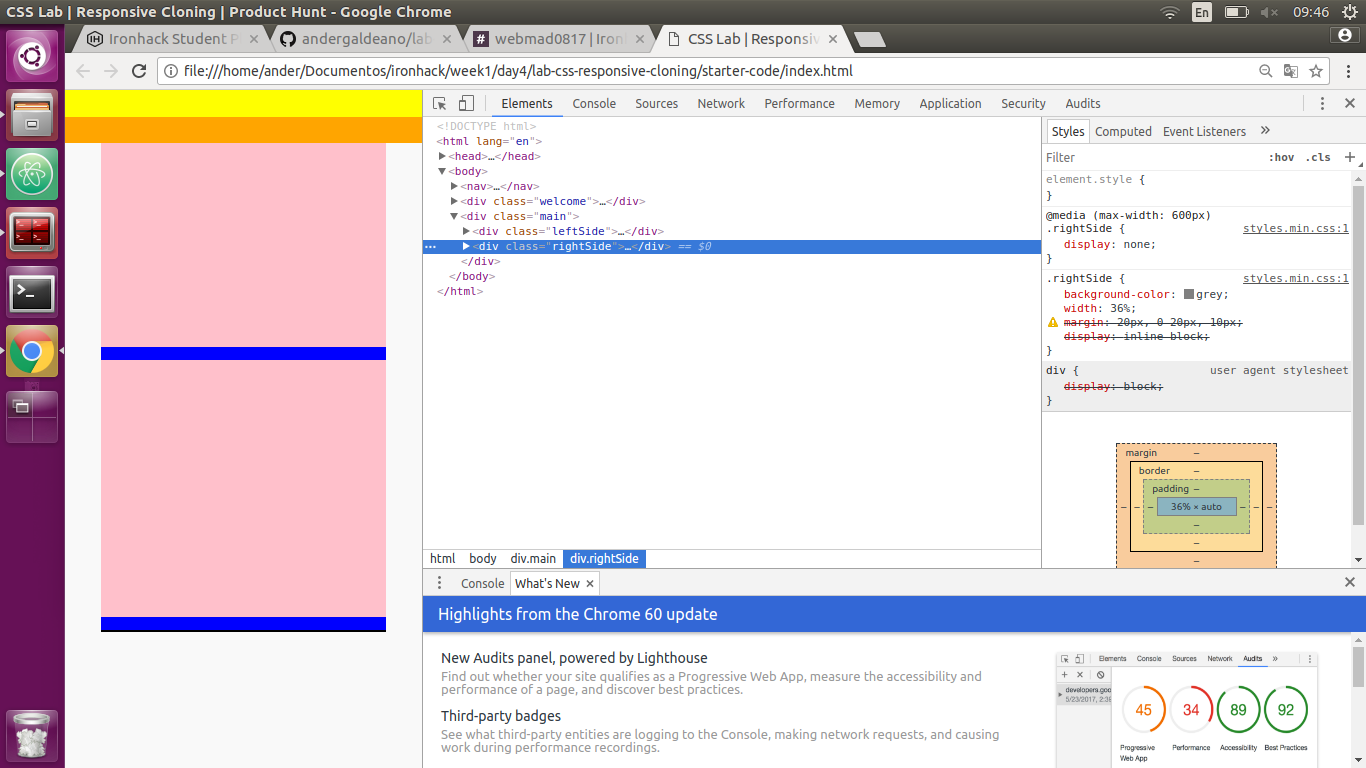 CSS Lab | Responsive Cloning | Product Hunt - Google Chrome
En
09:46
Ironhack Student P
andergaldeano/lab
webmad0817 | Iron
CSS Lab | Responsiv
file:///home/ander/Documentos/ironhack/week1/day4/lab-css-responsive-cloning/starter-code/index.html
Elements Console Sources Network Performance Memory Application Security Audits
<!DOCTYPE html>
<html lang="en">
<head>…</head>
<body>
<nav>…</nav>
<div class="welcome">…</div>
<div class="main">
<div class="leftSide">…</div>
<div class="rightSide">…</div> == $0
</div>
</body>
</html>
html body div.main div.rightSide
Styles Computed Event Listeners »
Filter :hov .cls +
element.style {
}
@media (max-width: 600px)
.rightSide { styles.min.css:1
display: none;
}
.rightSide { styles.min.css:1
background-color: grey;
width: 36%;
margin: 20px, 0 20px, 10px;
display: inline-block;
}
div { user agent stylesheet
display: block;
}
margin –
border –
padding –
– – – 36% × auto – – –
–
–
–
Console What's New ×
Highlights from the Chrome 60 update
New Audits panel, powered by Lighthouse
Find out whether your site qualifies as a Progressive Web App, measure the accessibility and
performance of a page, and discover best practices.
Third-party badges
See what third-party entities are logging to the Console, making network requests, and causing
work during performance recordings.
Elements Console Sources Network Audits »
developers.goo
5/23/2017, 2:38
45 34 89 92
Progressive Performance Accessibility Best Practices
Web App